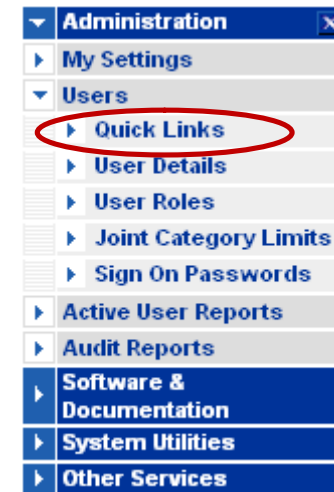 Administration
My Settings
Users
Quick Links
User Details
User Roles
Joint Category Limits
Sign On Passwords
Active User Reports
Audit Reports
Software &
Documentation
System Utilities
Other Services